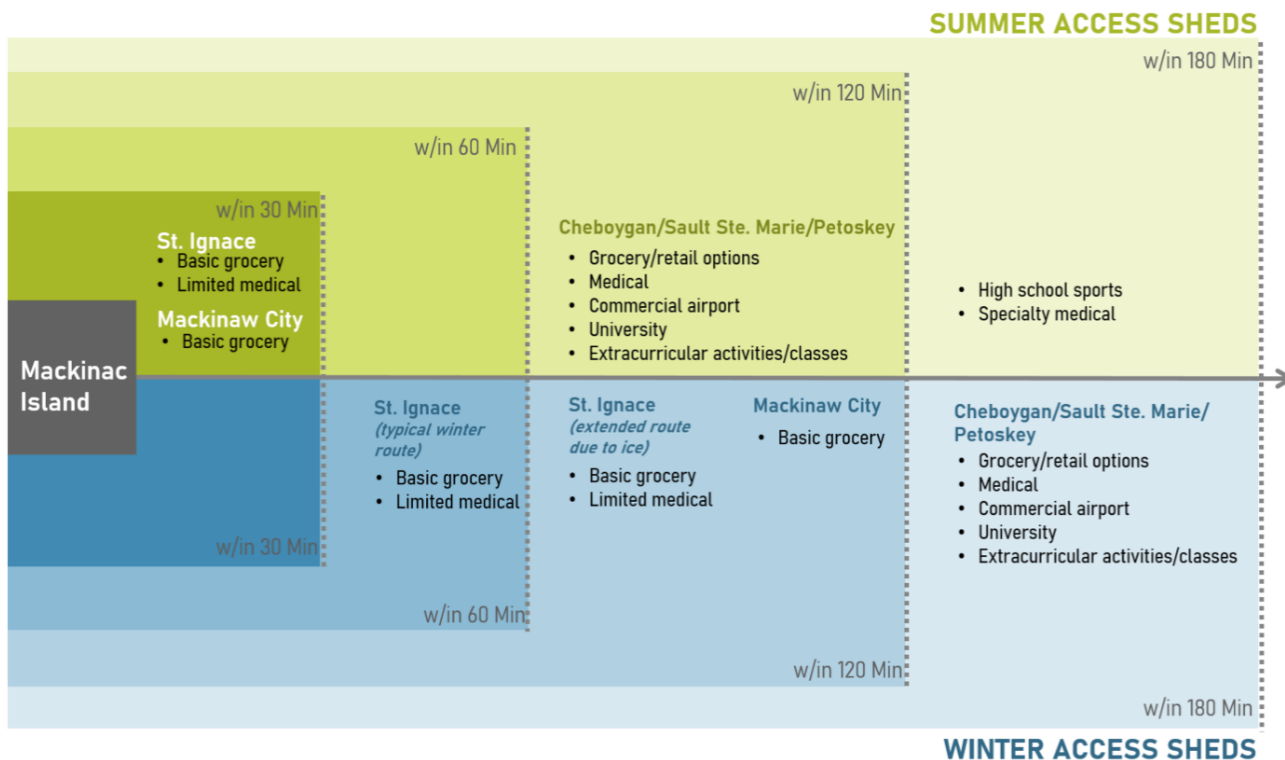 SUMMER ACCESS SHEDS
w/in 180 Min
w/in 120 Min
w/in 60 Min
w/in 30 Min
St. Ignace
• Basic grocery
• Limited medical
Mackinaw City
• Basic grocery
Cheboygan/Sault Ste. Marie/Petoskey
• Grocery/retail options
• Medical
• Commercial airport
• University
• Extracurricular activities/classes
• High school sports
• Specialty medical
Mackinac
Island
St. Ignace
(typical winter
route)
• Basic grocery
• Limited medical
St. Ignace
(extended route
due to ice)
• Basic grocery
• Limited medical
Mackinaw City
• Basic grocery
Cheboygan/Sault Ste. Marie/
Petoskey
• Grocery/retail options
• Medical
• Commercial airport
• University
• Extracurricular activities/classes
w/in 30 Min
w/in 60 Min
w/in 120 Min
w/in 180 Min
WINTER ACCESS SHEDS